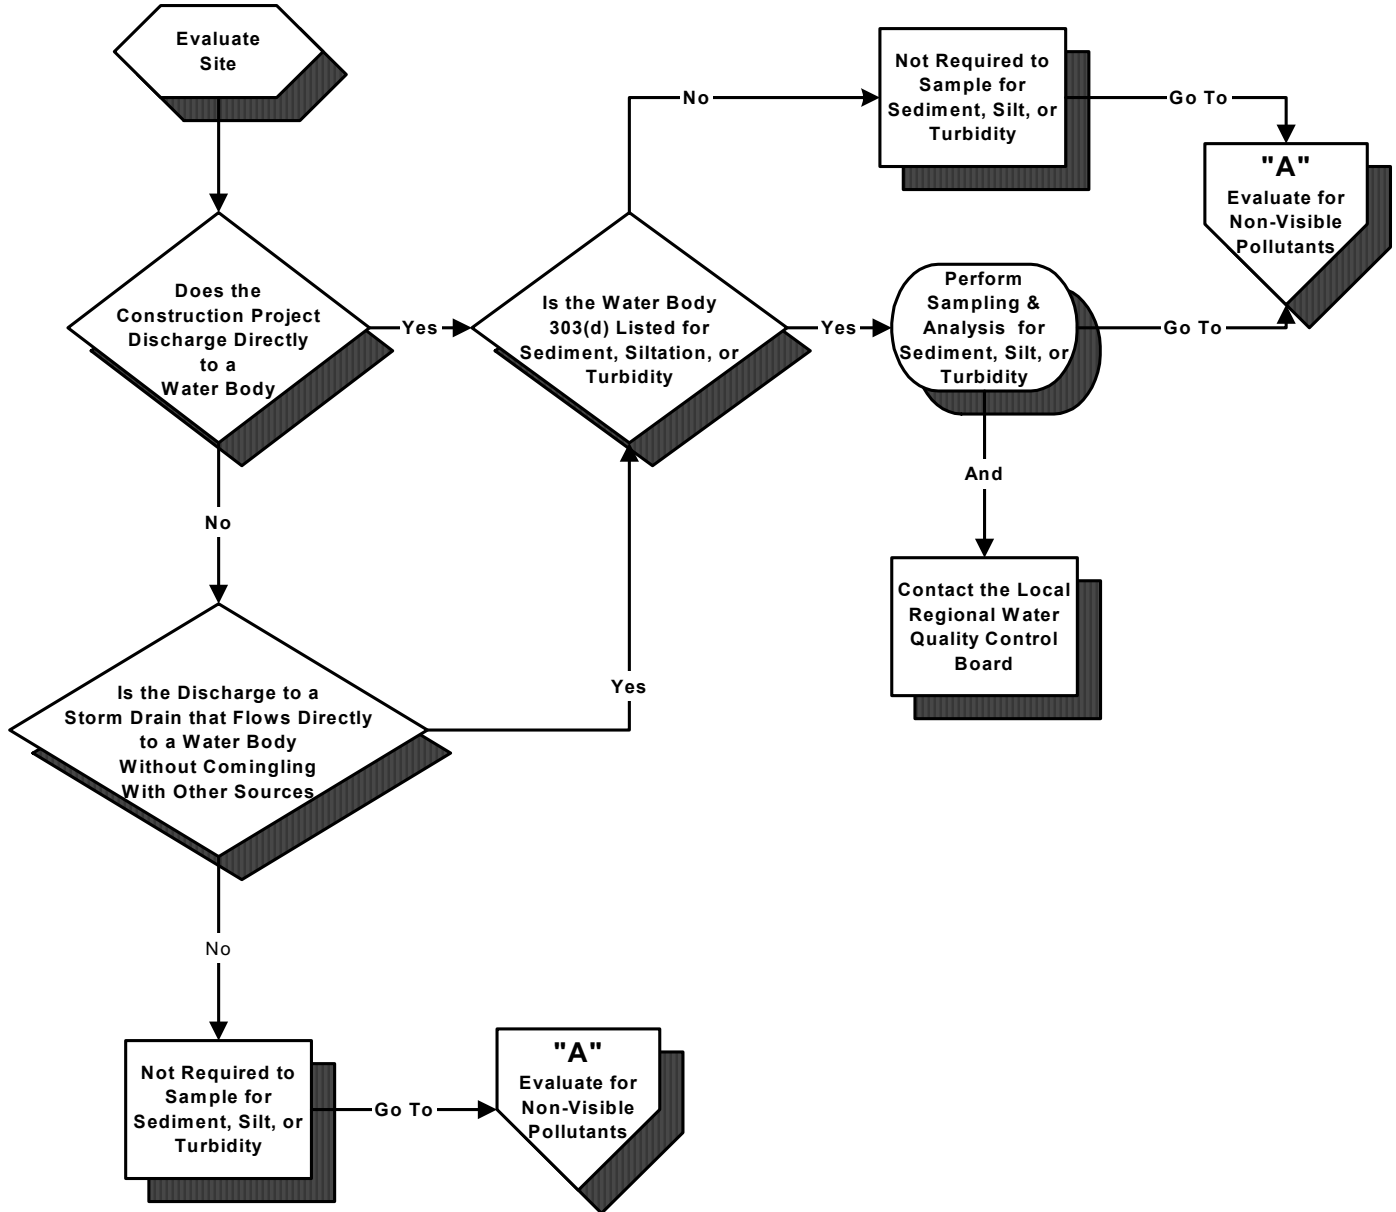 Evaluate
Site
No
Not Required to
Sample for
Sediment, Silt, or
Turbidity
Go To
"A"
Evaluate for
Non-Visible
Pollutants
Does the
Construction Project
Discharge Directly
to a
Water Body
Yes
Is the Water Body
303(d) Listed for
Sediment, Siltation, or
Turbidity
Yes
Perform
Sampling &
Analysis for
Sediment, Silt, or
Turbidity
Go To
And
Contact the Local
Regional Water
Quality Control
Board
No
Is the Discharge to a
Storm Drain that Flows Directly
to a Water Body
Without Comingling
With Other Sources
Yes
No
Not Required to
Sample for
Sediment, Silt, or
Turbidity
Go To
"A"
Evaluate for
Non-Visible
Pollutants